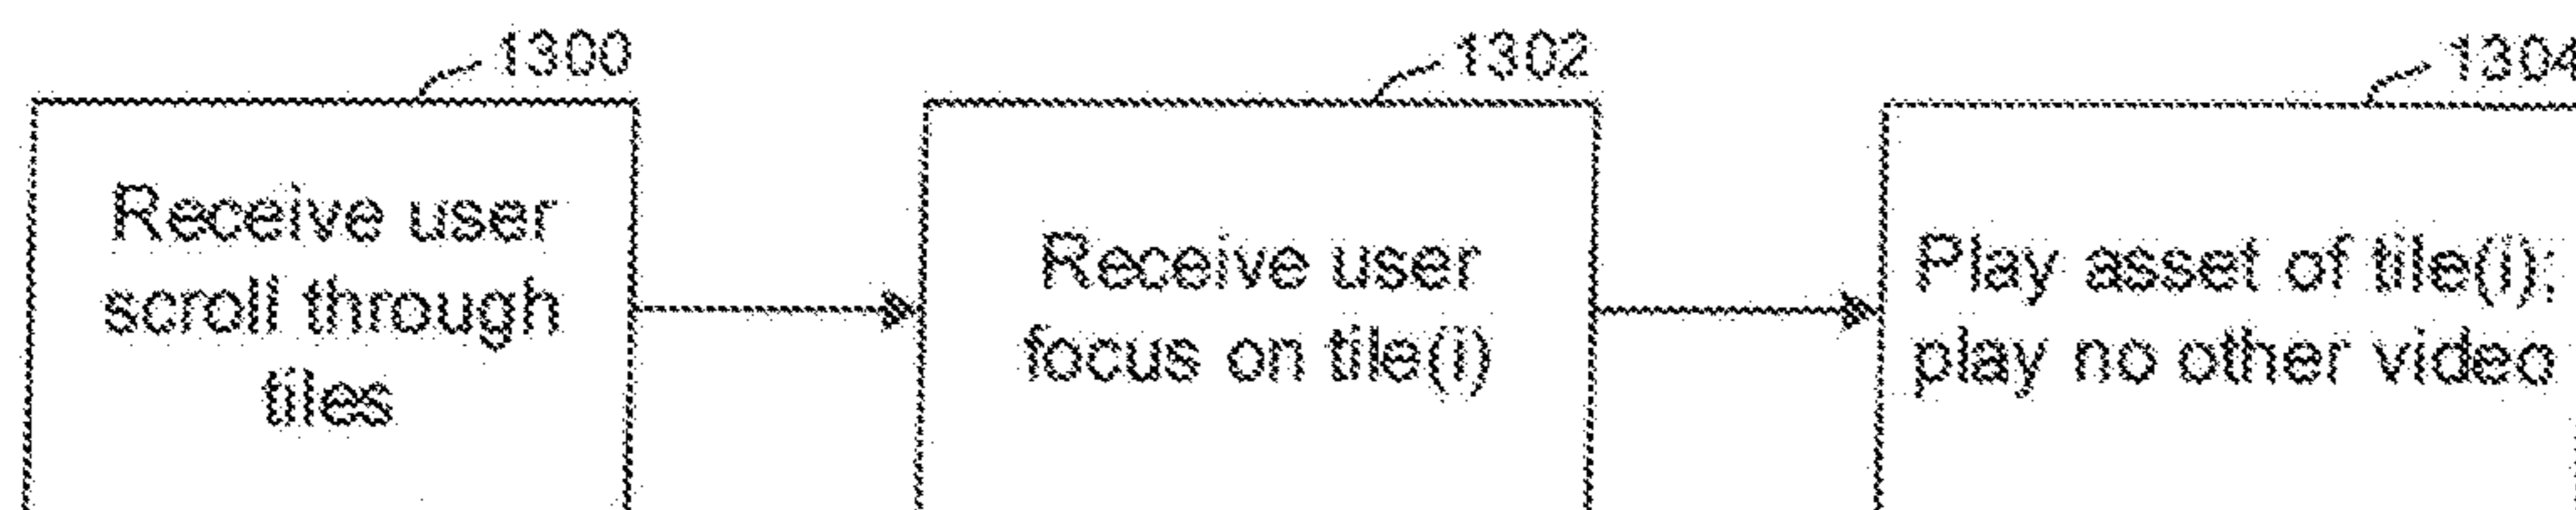 1300
1302
1304
Receive user
scroll through
tiles
Receive user
focus on tile(i)
Play asset of tile(i);
play no other video